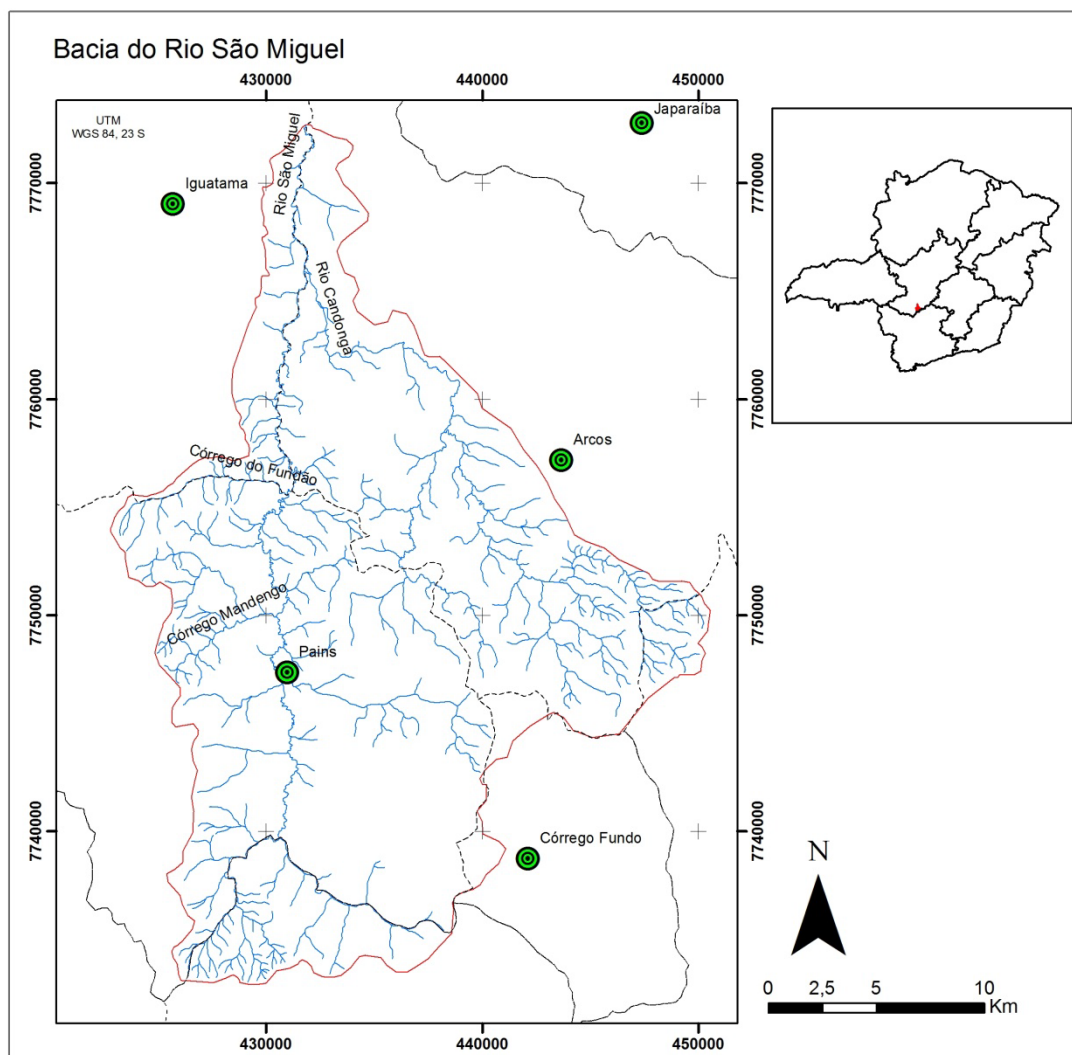 Bacia do Rio São Miguel
430000
440000
450000
UTM
WGS 84, 23 S
Japaraíba
Iguatama
Rio São Miguel
7770000
7770000
Rio Candonga
7760000
7760000
Arcos
Córrego do Fundão
7750000
7750000
Córrego Mandengo
Pains
7740000
7740000
Córrego Fundo
N
0 2,5 5 10
Km
430000
440000
450000